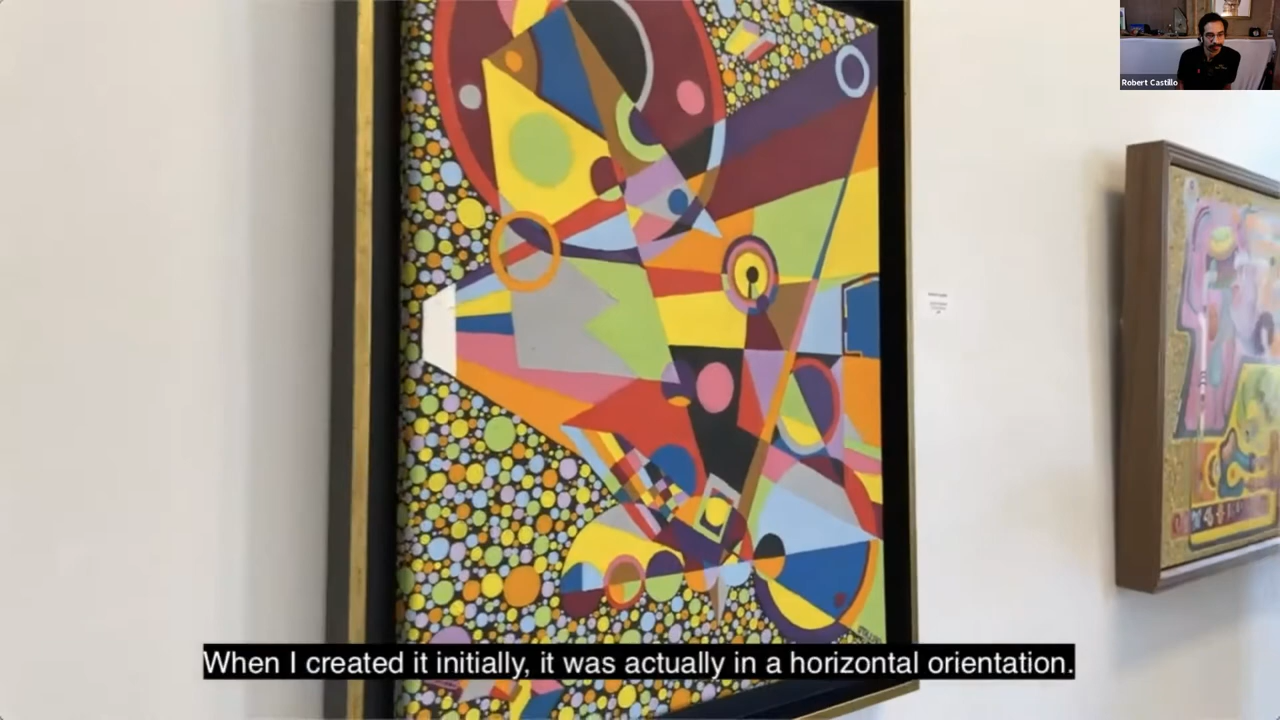 Robert Castillo
When I created it initially, it was actually in a horizontal orientation.